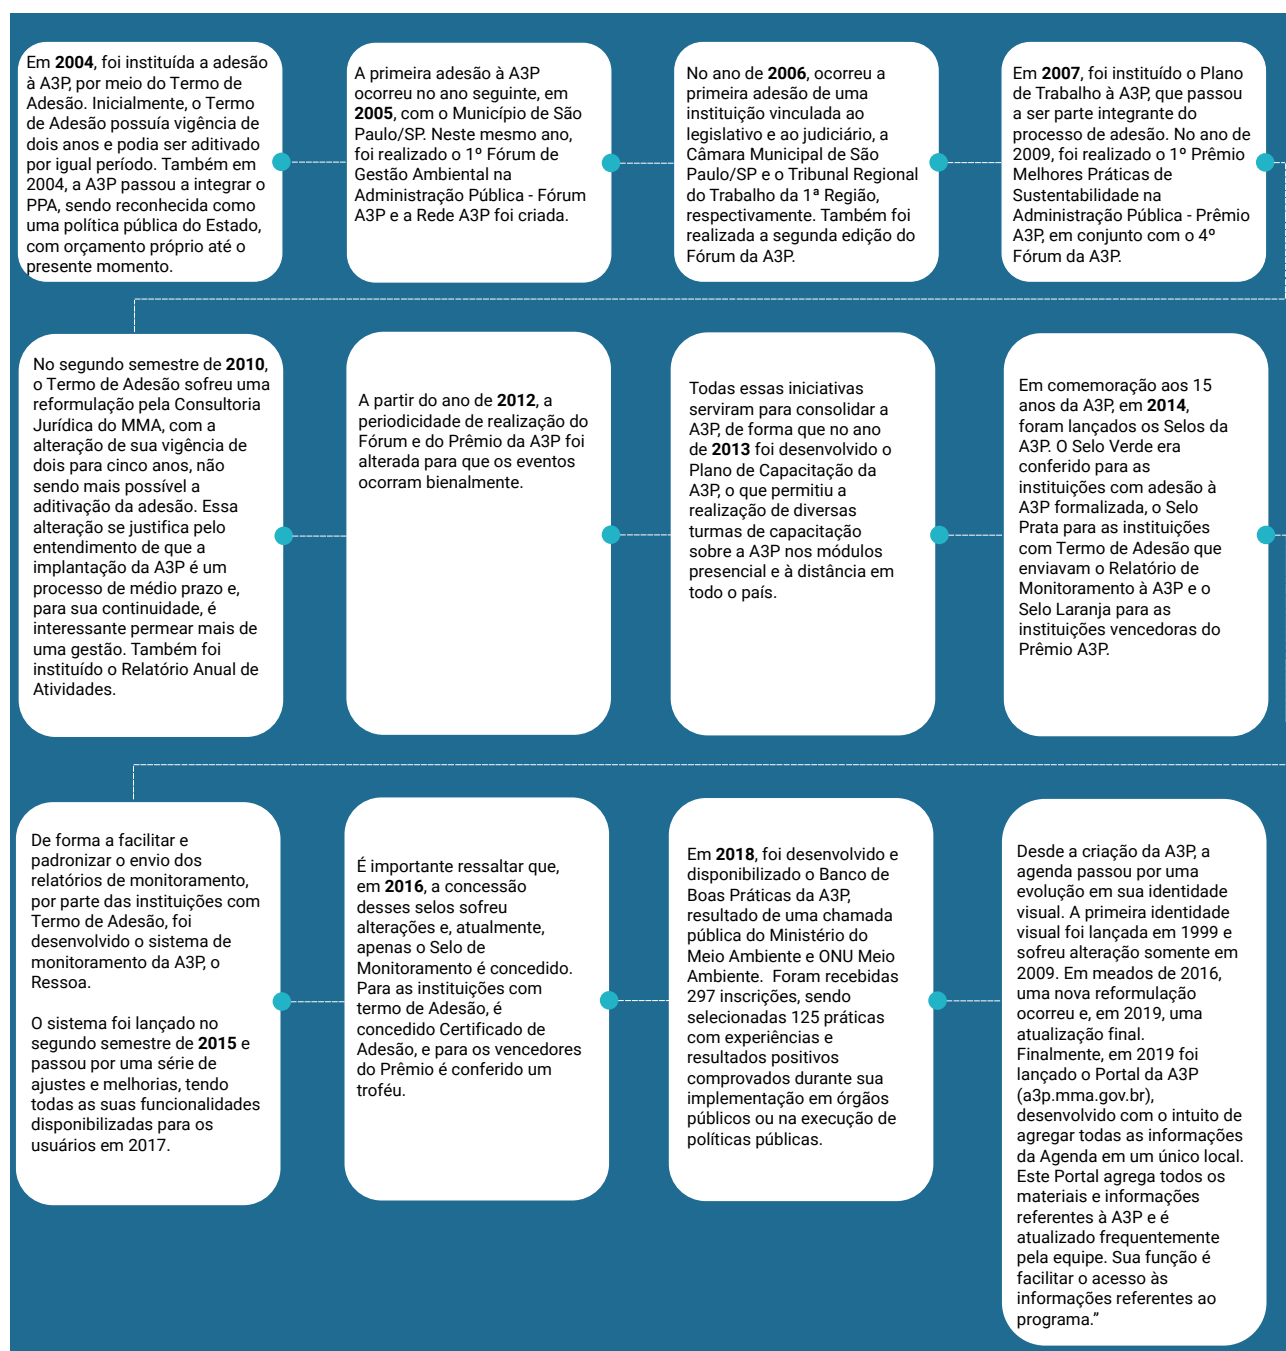 Em 2004, foi instituída a adesão
à A3P, por meio do Termo de
Adesão. Inicialmente, o Termo
de Adesão possuía vigência de
dois anos e podia ser aditivado
por igual período. Também em
2004, a A3P passou a integrar o
PPA, sendo reconhecida como
uma política pública do Estado,
com orçamento próprio até o
presente momento.
A primeira adesão à A3P
ocorreu no ano seguinte, em
2005, com o Município de São
Paulo/SP. Neste mesmo ano,
foi realizado o 1º Fórum de
Gestão Ambiental na
Administração Pública - Fórum
A3P e a Rede A3P foi criada.
No ano de 2006, ocorreu a
primeira adesão de uma
instituição vinculada ao
legislativo e ao judiciário, a
Câmara Municipal de São
Paulo/SP e o Tribunal Regional
do Trabalho da 1ª Região,
respectivamente. Também foi
realizada a segunda edição do
Fórum da A3P.
Em 2007, foi instituído o Plano
de Trabalho à A3P, que passou
a ser parte integrante do
processo de adesão. No ano de
2009, foi realizado o 1º Prêmio
Melhores Práticas de
Sustentabilidade na
Administração Pública - Prêmio
A3P, em conjunto com o 4º
Fórum da A3P.
No segundo semestre de 2010,
o Termo de Adesão sofreu uma
reformulação pela Consultoria
Jurídica do MMA, com a
alteração de sua vigência de
dois para cinco anos, não
sendo mais possível a
aditivação da adesão. Essa
alteração se justifica pelo
entendimento de que a
implantação da A3P é um
processo de médio prazo e,
para sua continuidade, é
interessante permear mais de
uma gestão. Também foi
instituído o Relatório Anual de
Atividades.
A partir do ano de 2012, a
periodicidade de realização do
Fórum e do Prêmio da A3P foi
alterada para que os eventos
ocorram bienalmente.
Todas essas iniciativas
serviram para consolidar a
A3P, de forma que no ano
de 2013 foi desenvolvido o
Plano de Capacitação da
A3P, o que permitiu a
realização de diversas
turmas de capacitação
sobre a A3P nos módulos
presencial e à distância em
todo o país.
Em comemoração aos 15
anos da A3P, em 2014,
foram lançados os Selos da
A3P. O Selo Verde era
conferido para as
instituições com adesão à
A3P formalizada, o Selo
Prata para as instituições
com Termo de Adesão que
enviavam o Relatório de
Monitoramento à A3P e o
Selo Laranja para as
instituições vencedoras do
Prêmio A3P.
De forma a facilitar e
padronizar o envio dos
relatórios de monitoramento,
por parte das instituições com
Termo de Adesão, foi
desenvolvido o sistema de
monitoramento da A3P, o
Ressoa.
O sistema foi lançado no
segundo semestre de 2015 e
passou por uma série de
ajustes e melhorias, tendo
todas as suas funcionalidades
disponibilizadas para os
usuários em 2017.
É importante ressaltar que,
em 2016, a concessão
desses selos sofreu
alterações e, atualmente,
apenas o Selo de
Monitoramento é concedido.
Para as instituições com
termo de Adesão, é
concedido Certificado de
Adesão, e para os vencedores
do Prêmio é conferido um
troféu.
Em 2018, foi desenvolvido e
disponibilizado o Banco de
Boas Práticas da A3P,
resultado de uma chamada
pública do Ministério do
Meio Ambiente e ONU Meio
Ambiente. Foram recebidas
297 inscrições, sendo
selecionadas 125 práticas
com experiências e
resultados positivos
comprovados durante sua
implementação em órgãos
públicos ou na execução de
políticas públicas.
Desde a criação da A3P, a
agenda passou por uma
evolução em sua identidade
visual. A primeira identidade
visual foi lançada em 1999 e
sofreu alteração somente em
2009. Em meados de 2016,
uma nova reformulação
ocorreu e, em 2019, uma
atualização final.
Finalmente, em 2019 foi
lançado o Portal da A3P
(a3p.mma.gov.br),
desenvolvido com o intuito de
agregar todas as informações
da Agenda em um único local.
Este Portal agrega todos os
materiais e informações
referentes à A3P e é
atualizado frequentemente
pela equipe. Sua função é
facilitar o acesso às
informações referentes ao
programa.”